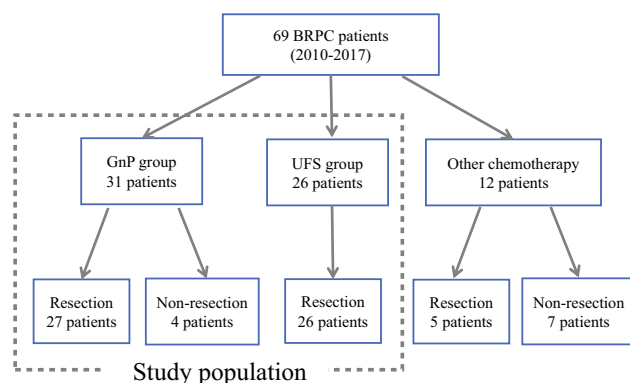 69 BRPC patients
(2010-2017)
GnP group
31 patients
UFS group
26 patients
Other chemotherapy
12 patients
Resection
27 patients
Non-resection
4 patients
Resection
26 patients
Resection
5 patients
Non-resection
7 patients
Study population